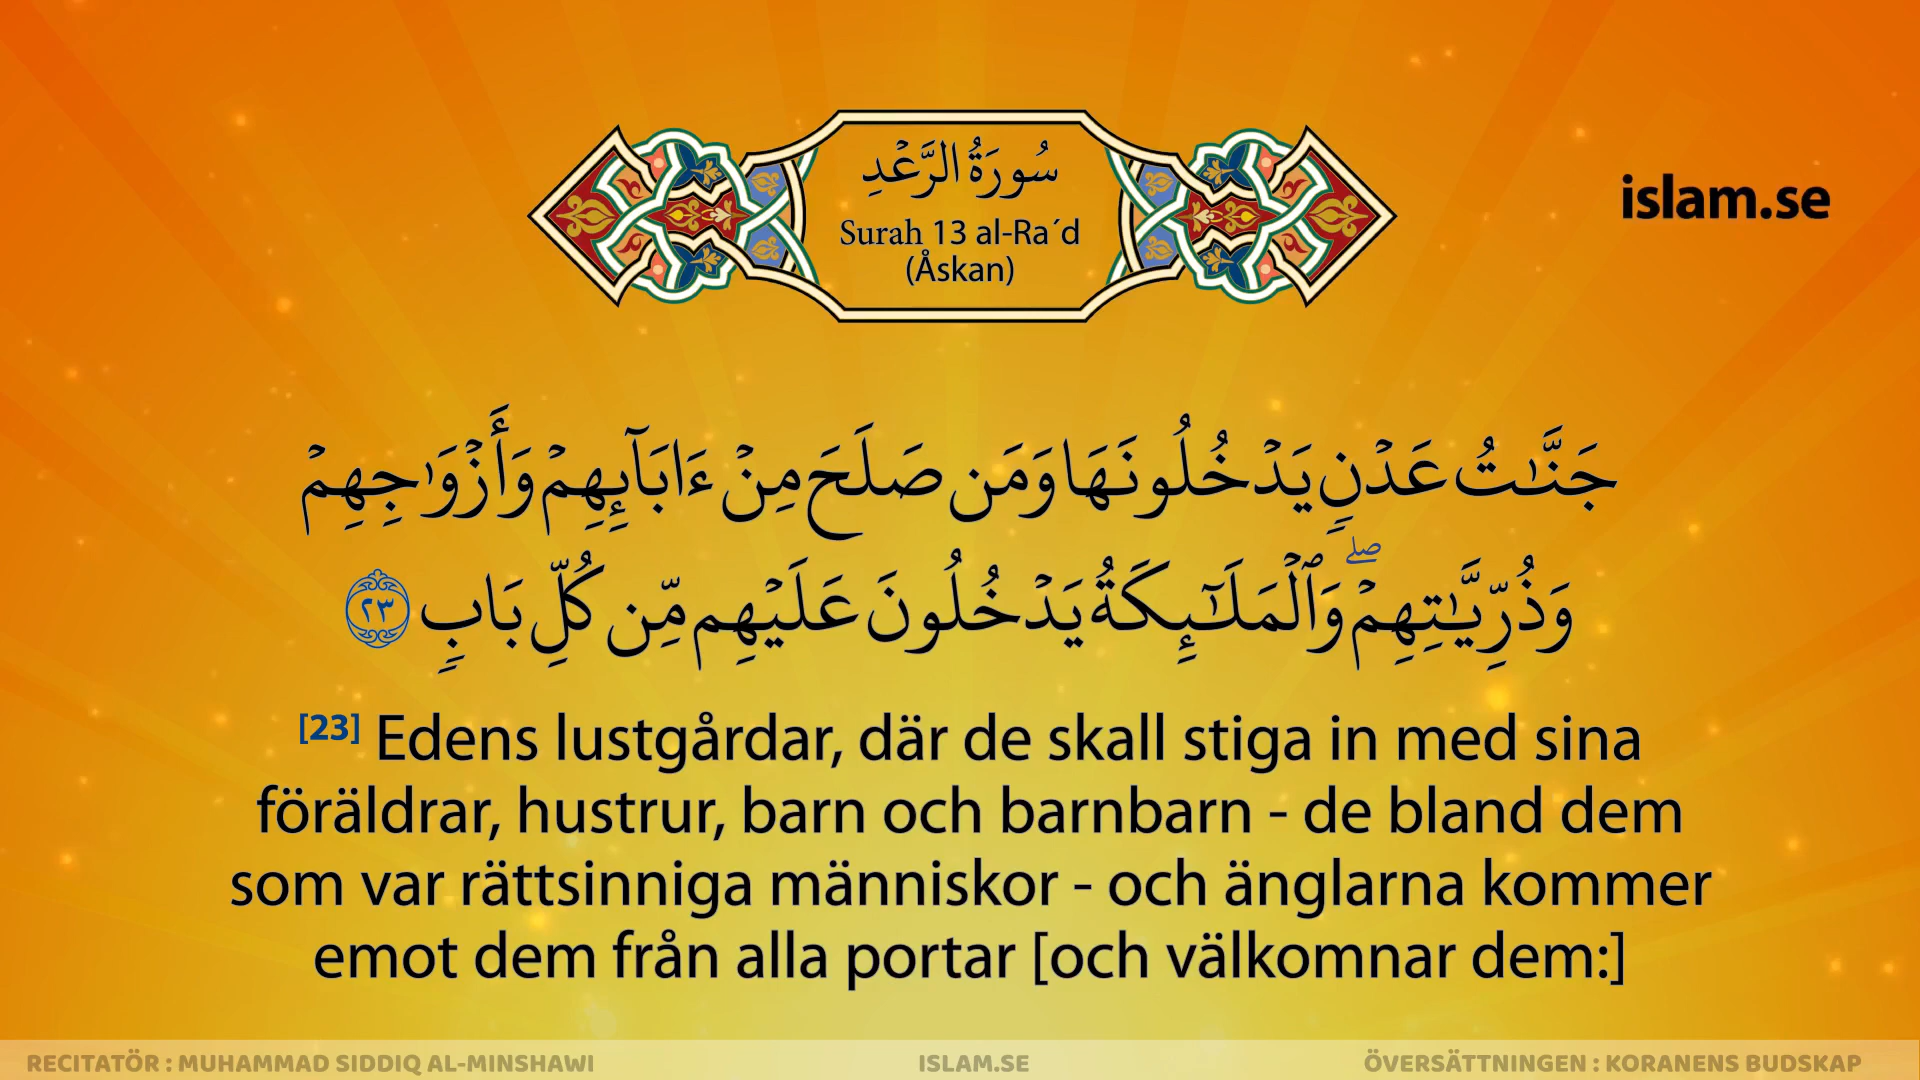 سُورَةُ الرَّعْدِ
Surah 13 al-Ra´d
(Åskan)
islam.se
جَنَّـٰتُ عَدْنٍ يَدْخُلُونَهَا وَمَن صَلَحَ مِنْ ءَابَآئِهِمْ وَأَزْوَٰجِهِمْ
وَذُرِّيَّـٰتِهِمْ ۖ وَٱلْمَلَـٰٓئِكَةُ يَدْخُلُونَ عَلَيْهِم مِّن كُلِّ بَابٍ ٢٣
[23] Edens lustgårdar, där de skall stiga in med sina
föräldrar, hustrur, barn och barnbarn - de bland dem
som var rättsinniga människor - och änglarna kommer
emot dem från alla portar [och välkomnar dem:]
RECITATÖR : MUHAMMAD SIDDIQ AL-MINSHAWI
ISLAM.SE
ÖVERSÄTTNINGEN : KORANENS BUDSKAP